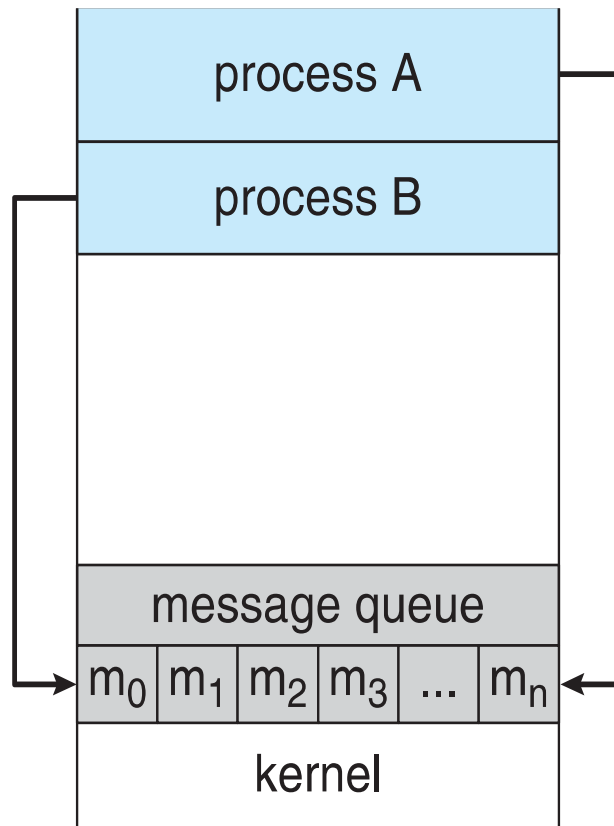 process A
process B
message queue
m₀ m₁ m₂ m₃ ... mₙ
kernel